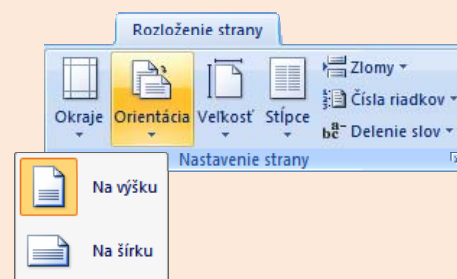 Rozloženie strany
Okraje
Orientácia
Veľkosť
Stĺpce
Zlomy
Čísla riadkov
Delenie slov
Nastavenie strany
Na výšku
Na šírku